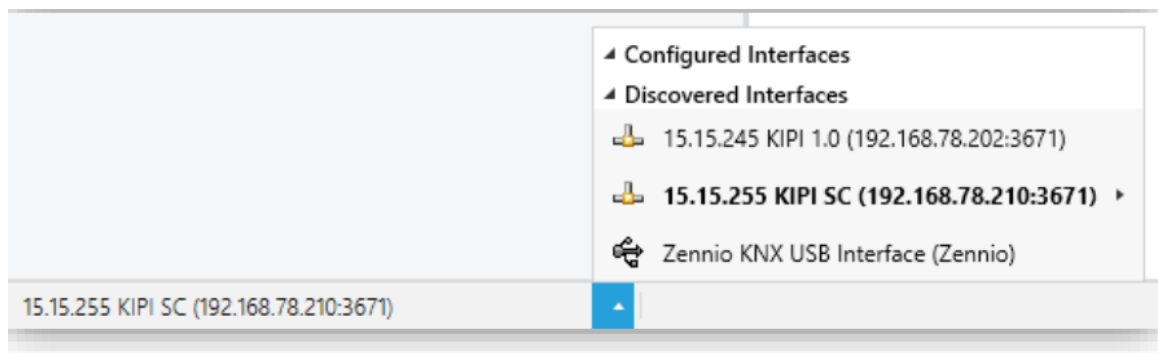 Configured Interfaces
Discovered Interfaces
15.15.245 KIPI 1.0 (192.168.78.202:3671)
15.15.255 KIPI SC (192.168.78.210:3671)
Zennio KNX USB Interface (Zennio)
15.15.255 KIPI SC (192.168.78.210:3671)